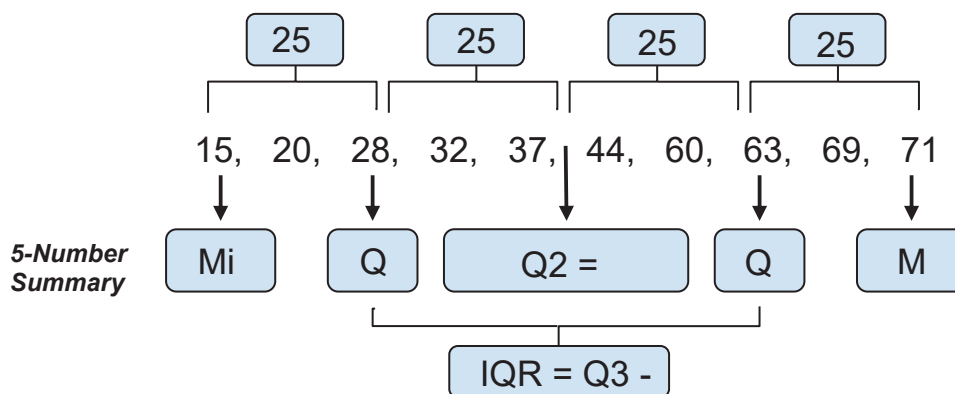 25 25 25 25
15, 20, 28, 32, 37, 44, 60, 63, 69, 71
5-Number
Summary
Mi Q Q2 = Q M
IQR = Q3 -